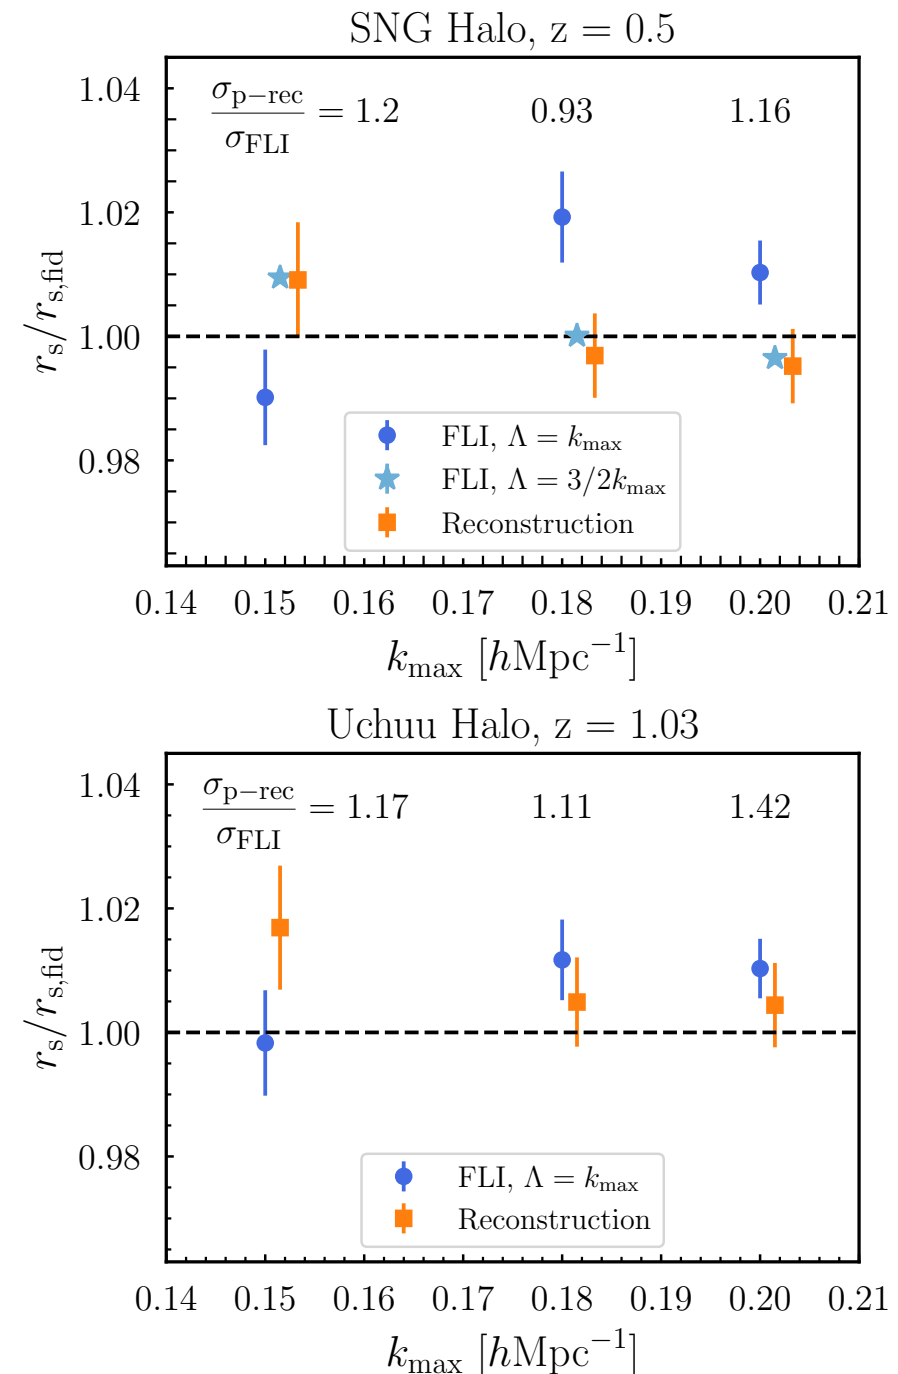 SNG Halo, z = 0.5
σp−rec/σFLI = 1.2 0.93 1.16
1.04
1.02
1.00
0.98
rs/rs,fid
FLI, Λ = kmax
FLI, Λ = 3/2kmax
Reconstruction
0.14 0.15 0.16 0.17 0.18 0.19 0.20 0.21
kmax [hMpc−1]
Uchuu Halo, z = 1.03
σp−rec/σFLI = 1.17 1.11 1.42
1.04
1.02
1.00
0.98
rs/rs,fid
FLI, Λ = kmax
Reconstruction
0.14 0.15 0.16 0.17 0.18 0.19 0.20 0.21
kmax [hMpc−1]